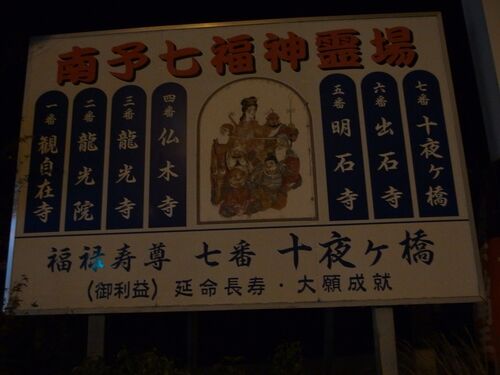 南予七福神霊場
一番 観自在寺
二番 龍光院
三番 龍光寺
四番 仏木寺
五番 明石寺
六番 出石寺
七番 十夜ヶ橋
福禄寿尊 七番 十夜ヶ橋
(御利益) 延命長寿・大願成就